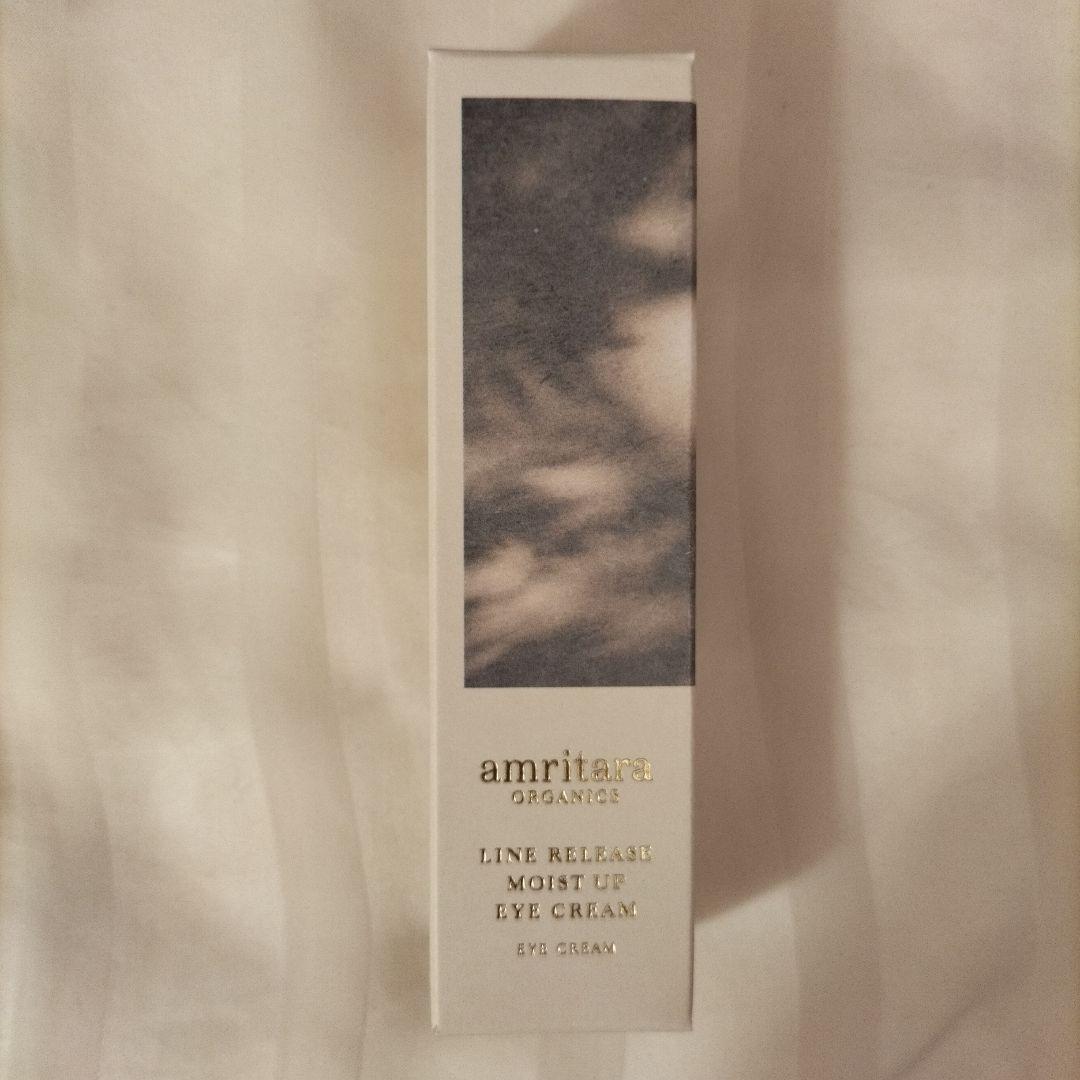 amritara
ORGANICS
LINE RELEASE
MOIST UP
EYE CREAM
EYE CREAM